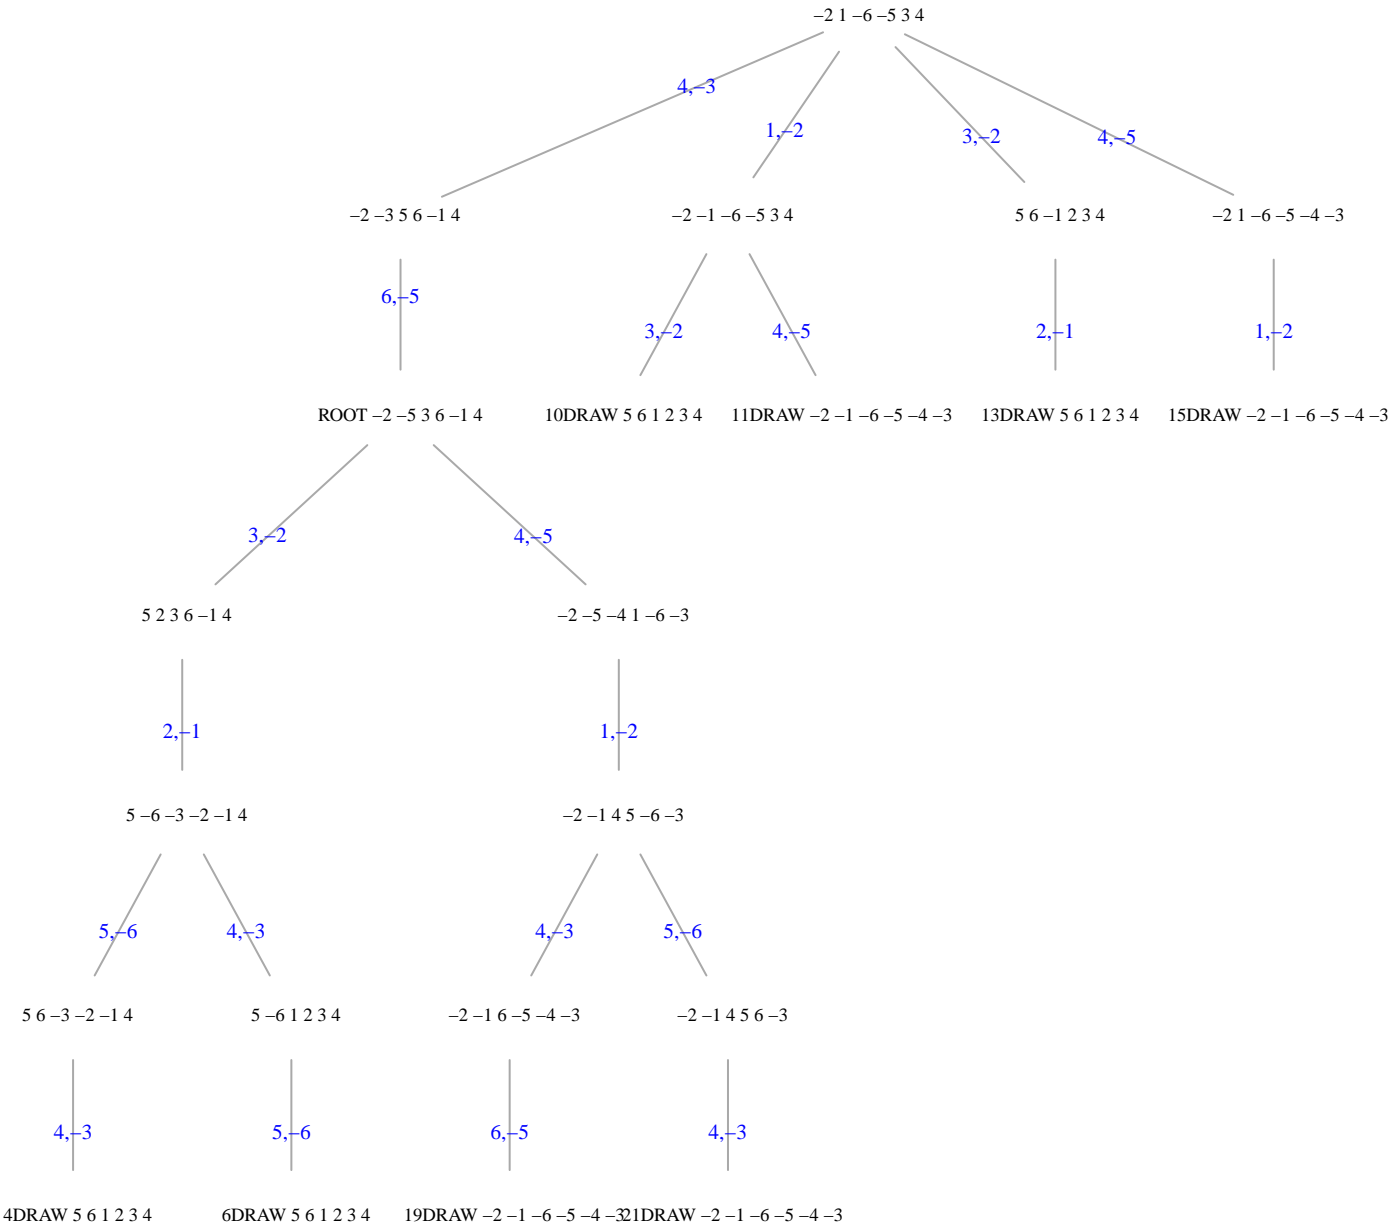 –2 1 –6 –5 3 4
4,–3
1,–2
3,–2
4,–5
–2 –3 5 6 –1 4
–2 –1 –6 –5 3 4
5 6 –1 2 3 4
–2 1 –6 –5 –4 –3
6,–5
3,–2
4,–5
2,–1
1,–2
ROOT –2 –5 3 6 –1 4
10DRAW 5 6 1 2 3 4
11DRAW –2 –1 –6 –5 –4 –3
13DRAW 5 6 1 2 3 4
15DRAW –2 –1 –6 –5 –4 –3
3,–2
4,–5
5 2 3 6 –1 4
–2 –5 –4 1 –6 –3
2,–1
1,–2
5 –6 –3 –2 –1 4
–2 –1 4 5 –6 –3
5,–6
4,–3
4,–3
5,–6
5 6 –3 –2 –1 4
5 –6 1 2 3 4
–2 –1 6 –5 –4 –3
–2 –1 4 5 6 –3
4,–3
5,–6
6,–5
4,–3
4DRAW 5 6 1 2 3 4
6DRAW 5 6 1 2 3 4
19DRAW –2 –1 –6 –5 –4 –3
21DRAW –2 –1 –6 –5 –4 –3